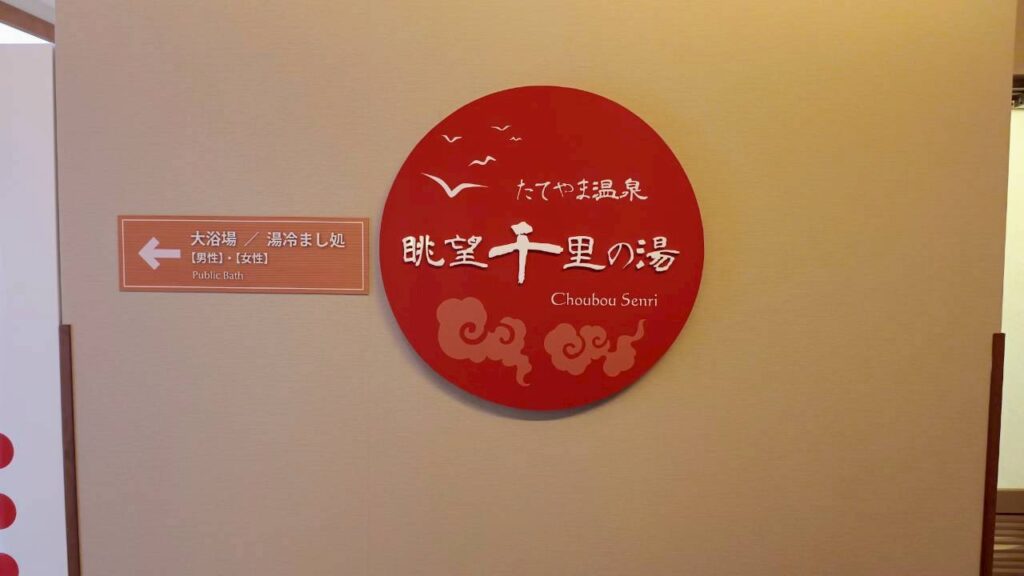 大浴場 ／ 湯冷まし処
【男性】・【女性】
Public Bath
たてやま温泉
眺望千里の湯
Choubou Senri